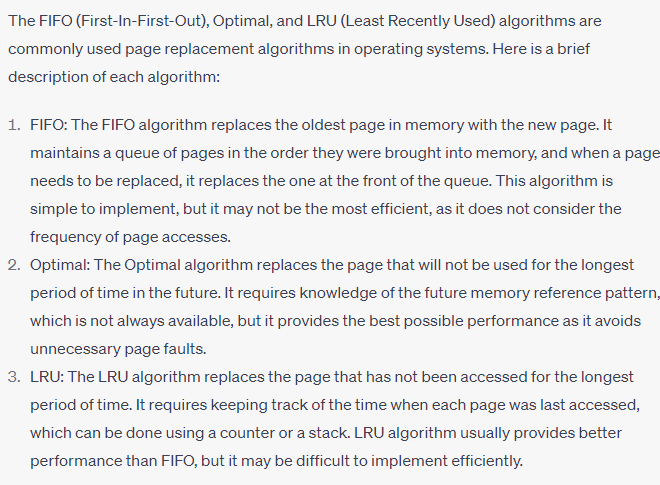 The FIFO (First-In-First-Out), Optimal, and LRU (Least Recently Used) algorithms are
commonly used page replacement algorithms in operating systems. Here is a brief
description of each algorithm:
1. FIFO: The FIFO algorithm replaces the oldest page in memory with the new page. It
maintains a queue of pages in the order they were brought into memory, and when a page
needs to be replaced, it replaces the one at the front of the queue. This algorithm is
simple to implement, but it may not be the most efficient, as it does not consider the
frequency of page accesses.
2. Optimal: The Optimal algorithm replaces the page that will not be used for the longest
period of time in the future. It requires knowledge of the future memory reference pattern,
which is not always available, but it provides the best possible performance as it avoids
unnecessary page faults.
3. LRU: The LRU algorithm replaces the page that has not been accessed for the longest
period of time. It requires keeping track of the time when each page was last accessed,
which can be done using a counter or a stack. LRU algorithm usually provides better
performance than FIFO, but it may be difficult to implement efficiently.